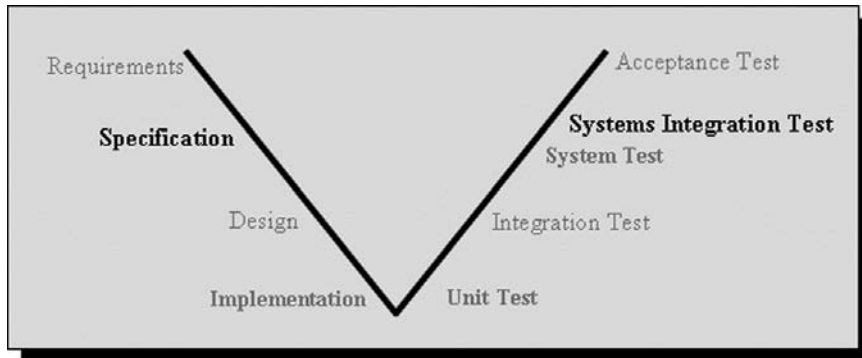 Requirements
Acceptance Test
Specification
Systems Integration Test
System Test
Design
Integration Test
Implementation
Unit Test